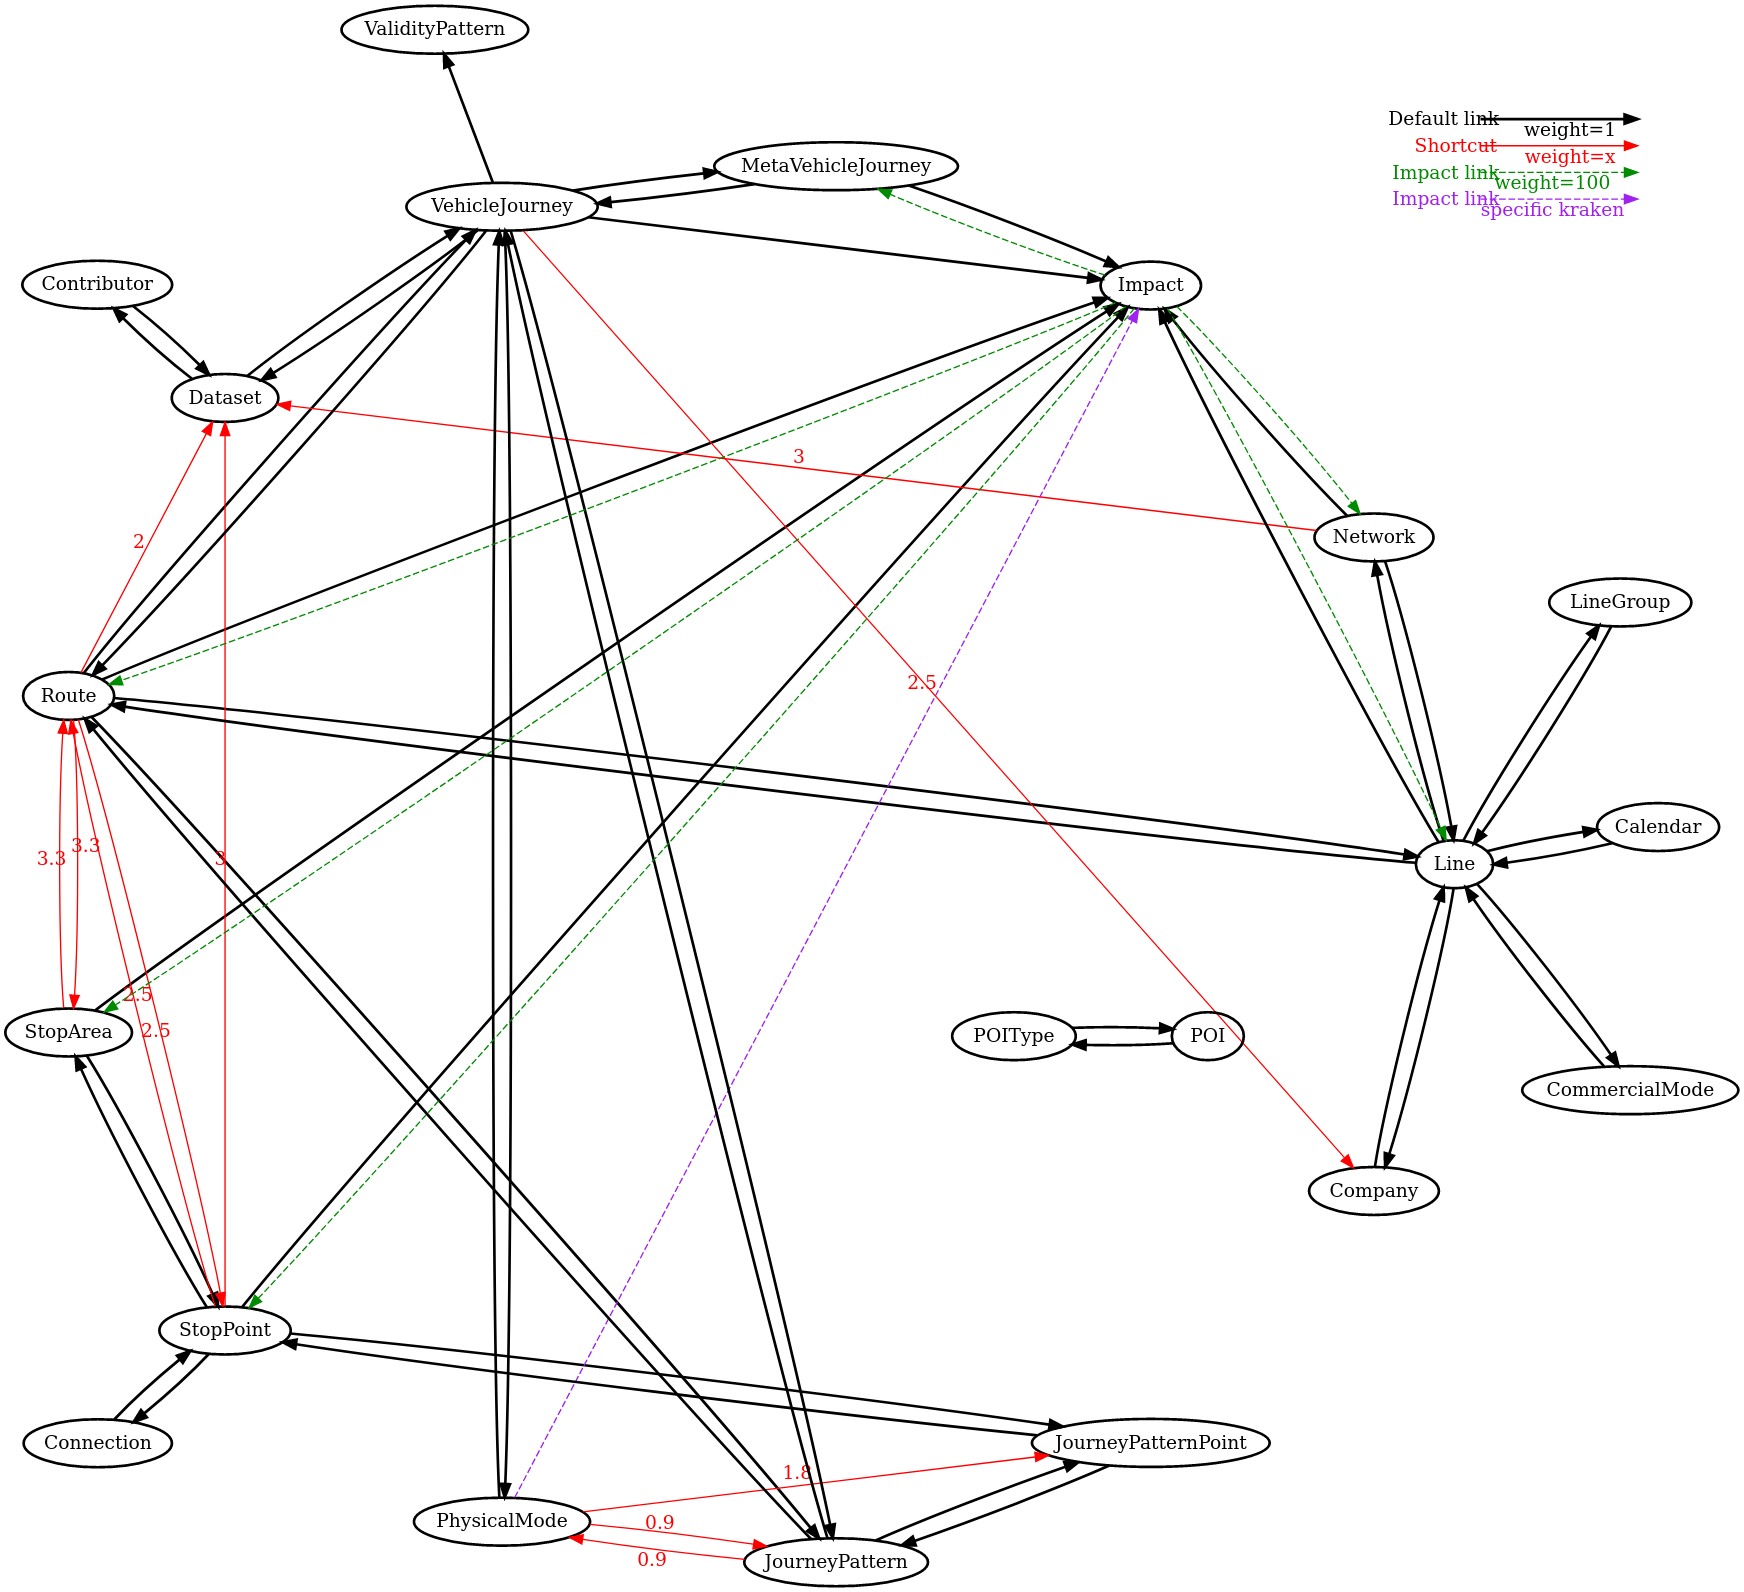 ValidityPattern
Default link
weight=1
Shortcut
weight=x
MetaVehicleJourney
Impact link
weight=100
Impact link
specific kraken
VehicleJourney
Contributor
Impact
Dataset
3
Network
2
LineGroup
2.5
Route
Calendar
3.3
3.3
3
Line
2.5
2.5
StopArea
POIType
POI
CommercialMode
Company
StopPoint
Connection
JourneyPatternPoint
1.8
PhysicalMode
0.9
0.9
JourneyPattern